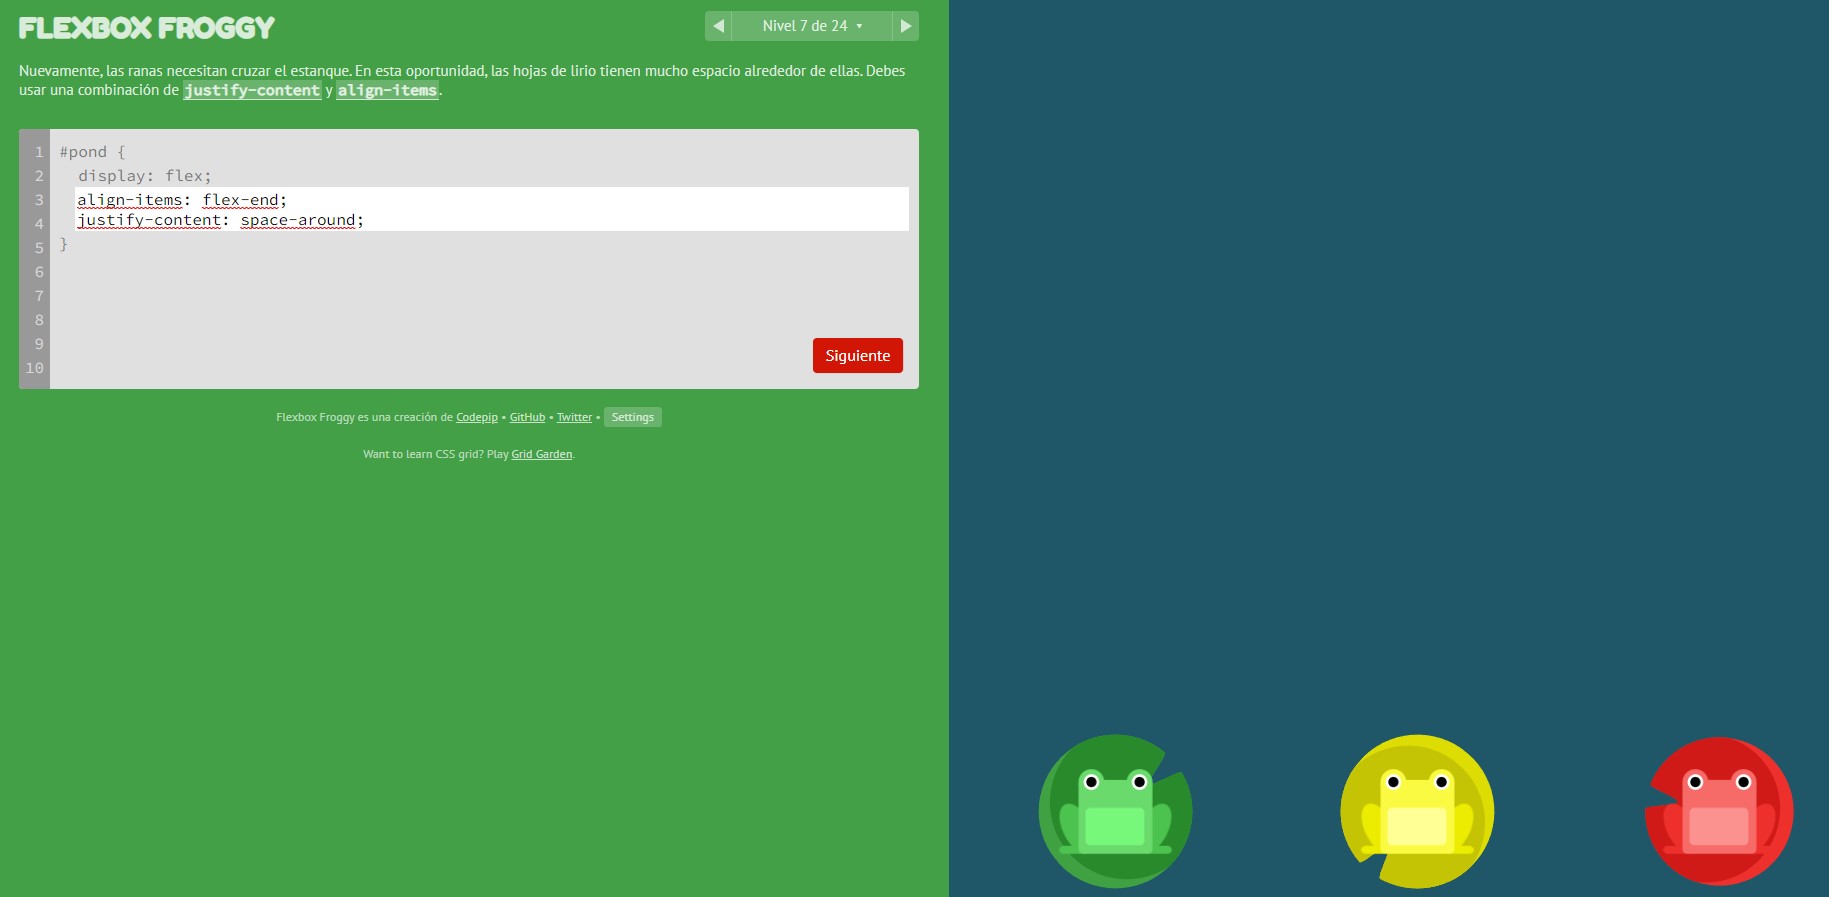 FLEXBOX FROGGY
Nivel 7 de 24
Nuevamente, las ranas necesitan cruzar el estanque. En esta oportunidad, las hojas de lirio tienen mucho espacio alrededor de ellas. Debes
usar una combinación de justify-content y align-items.
1 #pond {
2 display: flex;
3 align-items: flex-end;
4 justify-content: space-around;
5 }
6
7
8
9
10
Siguiente
Flexbox Froggy es una creación de Codepip • GitHub • Twitter • Settings
Want to learn CSS grid? Play Grid Garden.